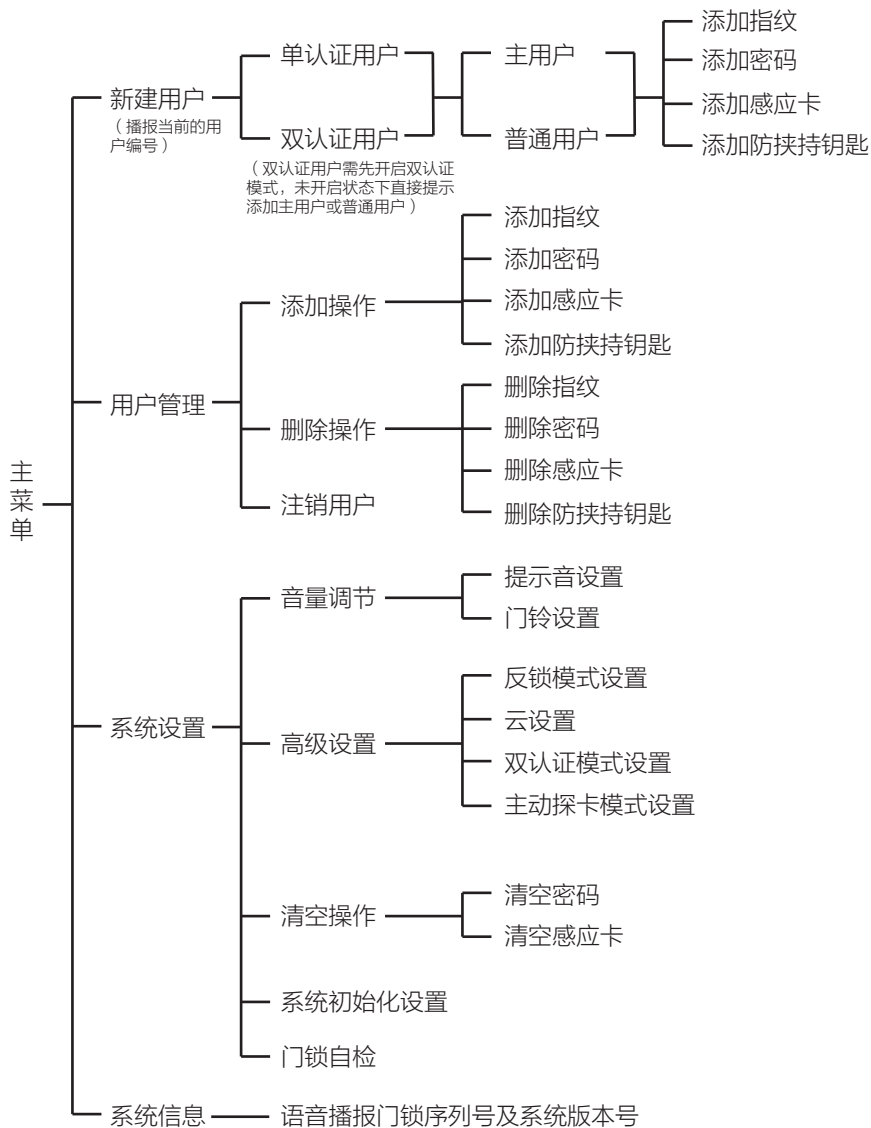 主菜单
新建用户
（播报当前的用
户编号）
单认证用户
双认证用户
（双认证用户需先开启双认证
模式，未开启状态下直接提示
添加主用户或普通用户）
主用户
普通用户
添加指纹
添加密码
添加感应卡
添加防挟持钥匙
用户管理
添加操作
添加指纹
添加密码
添加感应卡
添加防挟持钥匙
删除操作
删除指纹
删除密码
删除感应卡
删除防挟持钥匙
注销用户
系统设置
音量调节
提示音设置
门铃设置
高级设置
反锁模式设置
云设置
双认证模式设置
主动探卡模式设置
清空操作
清空密码
清空感应卡
系统初始化设置
门锁自检
系统信息
语音播报门锁序列号及系统版本号